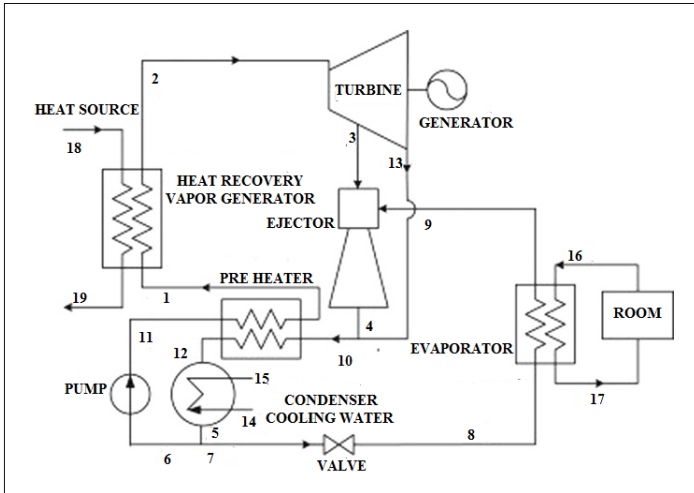 2
TURBINE
HEAT SOURCE
GENERATOR
18
3
13
HEAT RECOVERY
VAPOR GENERATOR
EJECTOR
9
16
PRE HEATER
19
1
ROOM
11
4
12
10
EVAPORATOR
15
PUMP
CONDENSER
COOLING WATER
14
17
5
8
6
7
VALVE